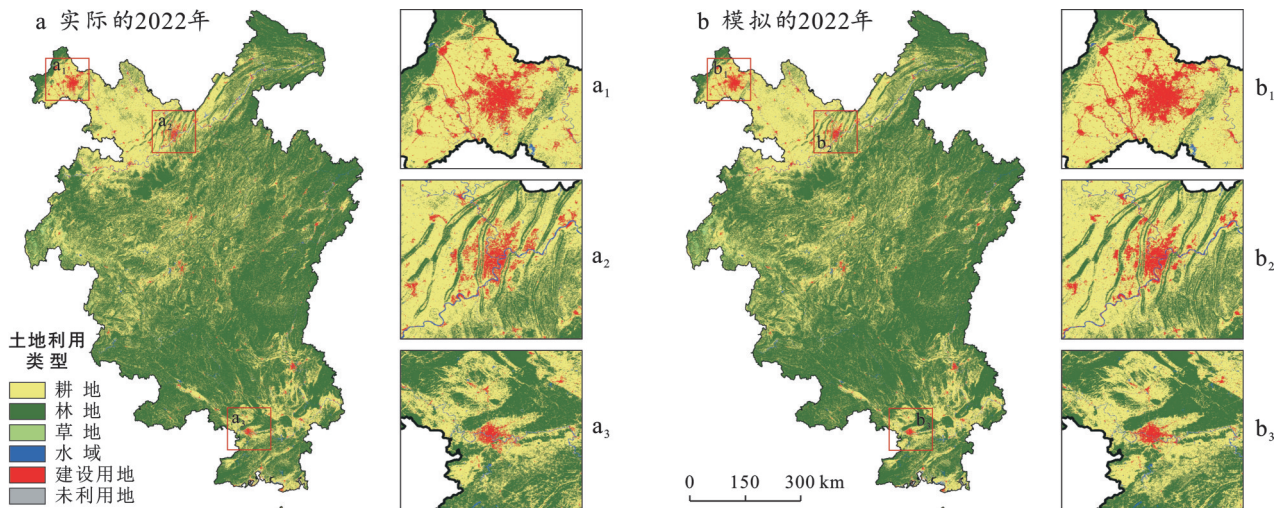 a 实际的2022年
a₁
a₂
a₃
a₁
a₂
a
土地利用
类型
耕地
林地
草地
水域
建设用地
未利用地
b 模拟的2022年
b₁
b₂
b₃
b₁
b₂
b
0 150 300 km